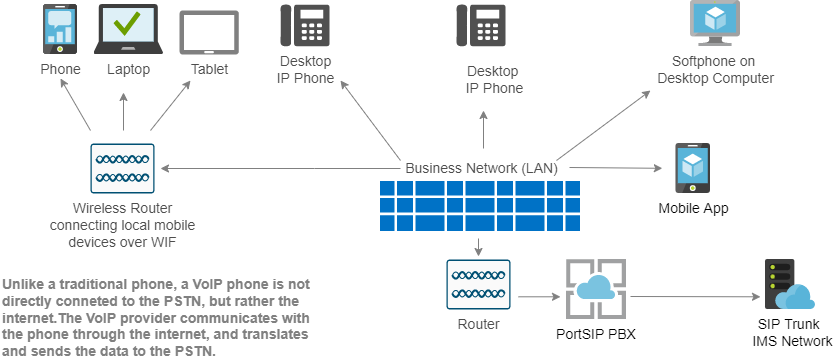 Phone
Laptop
Tablet
Desktop
IP Phone
Desktop
IP Phone
Softphone on
Desktop Computer
Business Network (LAN)
Wireless Router
connecting local mobile
devices over WIF
Mobile App
Router
PortSIP PBX
SIP Trunk
IMS Network
Unlike a traditional phone, a VoIP phone is not
directly conneted to the PSTN, but rather the
internet.The VoIP provider communicates with
the phone through the internet, and translates
and sends the data to the PSTN.